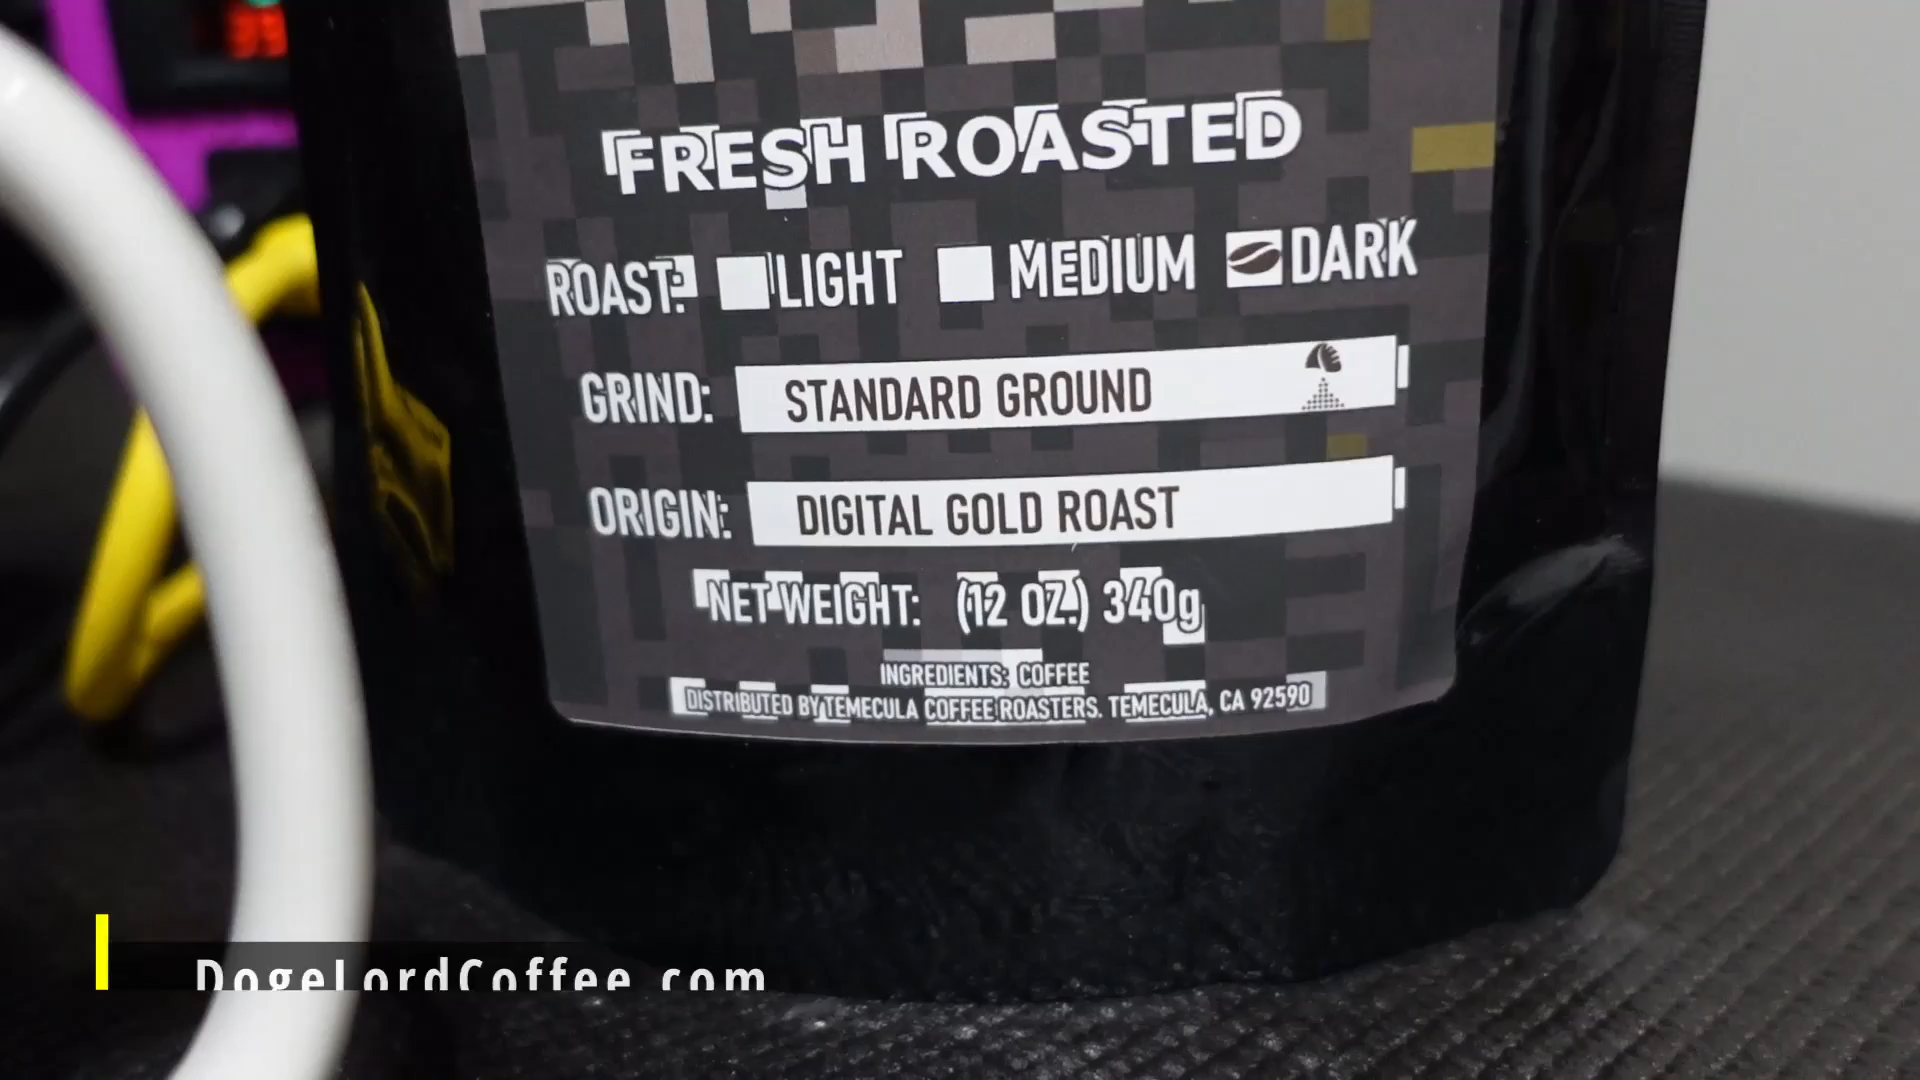 FRESH ROASTED
ROAST: LIGHT MEDIUM DARK
GRIND: STANDARD GROUND
ORIGIN: DIGITAL GOLD ROAST
NET WEIGHT: (12 OZ.) 340g
INGREDIENTS: COFFEE
DISTRIBUTED BY TEMECULA COFFEE ROASTERS. TEMECULA, CA 92590
DogeLordCoffee.com